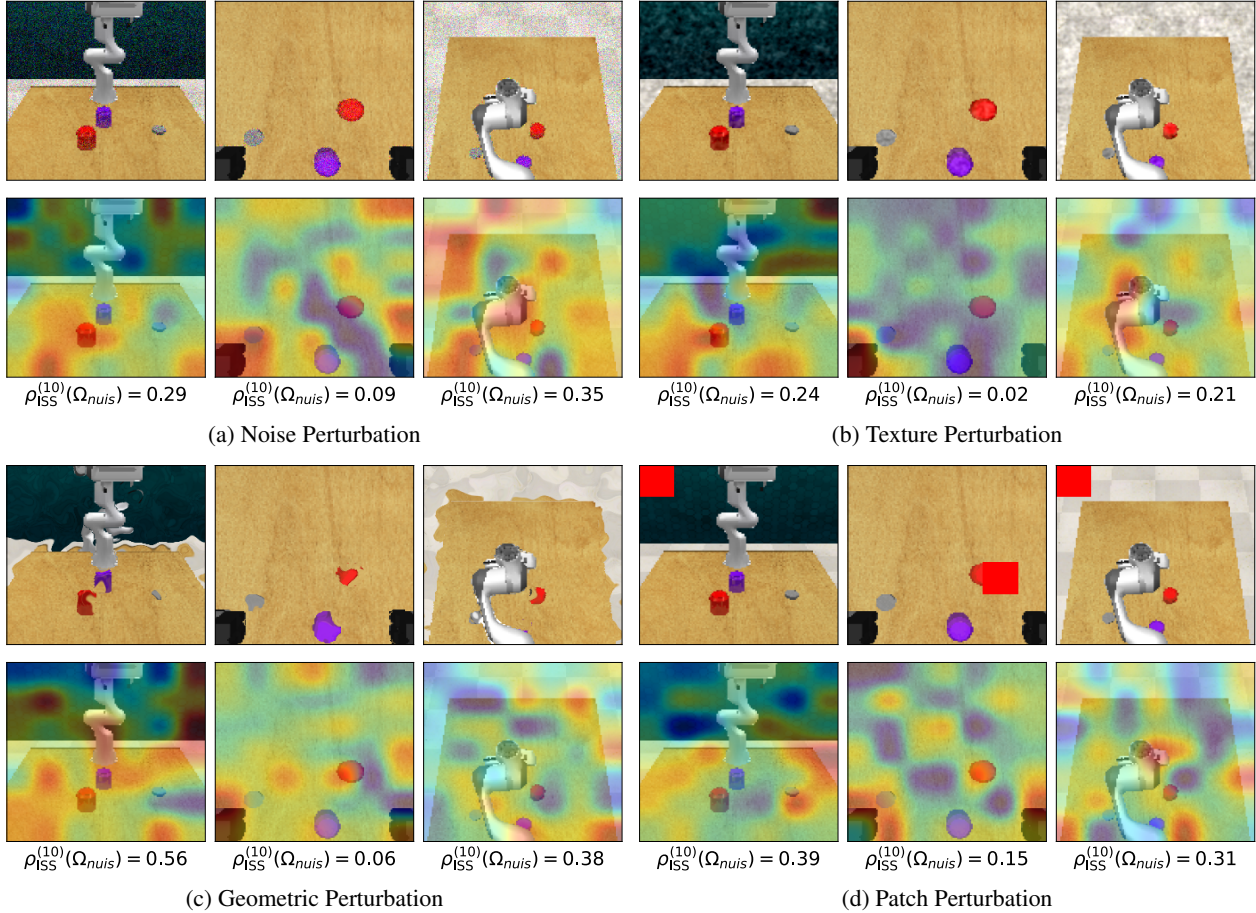 ρ_ISS^(10)(Ω_nuis) = 0.29
ρ_ISS^(10)(Ω_nuis) = 0.09
ρ_ISS^(10)(Ω_nuis) = 0.35
ρ_ISS^(10)(Ω_nuis) = 0.24
ρ_ISS^(10)(Ω_nuis) = 0.02
ρ_ISS^(10)(Ω_nuis) = 0.21
(a) Noise Perturbation
(b) Texture Perturbation
ρ_ISS^(10)(Ω_nuis) = 0.56
ρ_ISS^(10)(Ω_nuis) = 0.06
ρ_ISS^(10)(Ω_nuis) = 0.38
ρ_ISS^(10)(Ω_nuis) = 0.39
ρ_ISS^(10)(Ω_nuis) = 0.15
ρ_ISS^(10)(Ω_nuis) = 0.31
(c) Geometric Perturbation
(d) Patch Perturbation